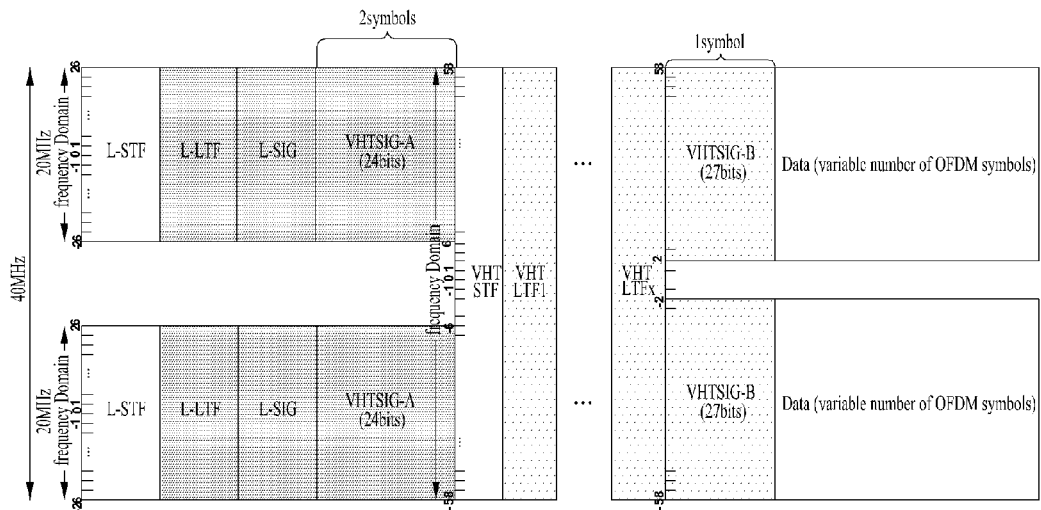 2symbols
1symbol
40MHz
20MHz
frequency Domain
26
...
-1 0 1
...
-26
L-STF
L-LTF
L-SIG
VHTSIG-A
(24bits)
58
...
frequency Domain
6
-1 0 1
-6
...
-58
VHT
STF
VHT
LTF1
...
VHT
LTFx
58
2
-2
-58
VHTSIG-B
(27bits)
Data (variable number of OFDM symbols)
20MHz
frequency Domain
26
...
-1 0 1
...
26
L-STF
L-LTF
L-SIG
VHTSIG-A
(24bits)
...
VHTSIG-B
(27bits)
Data (variable number of OFDM symbols)